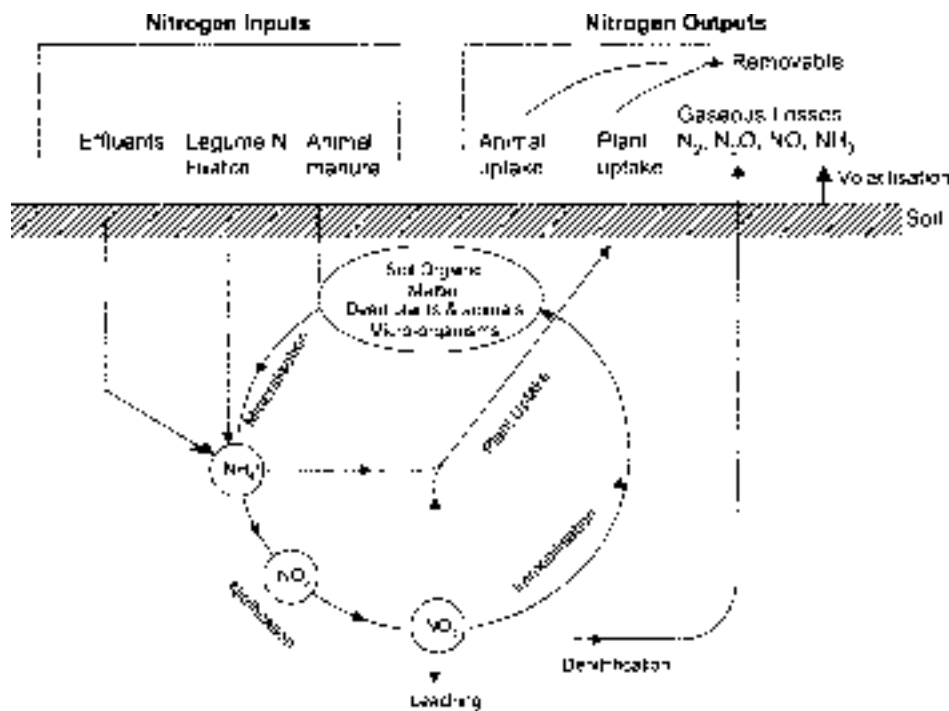 Nitrogen Inputs
Nitrogen Outputs
Removable
Effluents
Legume N
Fixation
Animal
manure
Animal
uptake
Plant
uptake
Gaseous Losses
N2, N2O, NO, NH3
Volatilisation
Soil
Soil Organic
Matter
Dead plants & animals
Micro-organisms
Mineralisation
Plant uptake
NH4+
Immobilisation
NO
Nitrification
NO3
Denitrification
Leaching